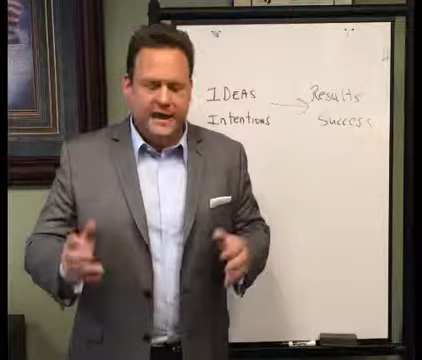 IDEAS → Results
Intentions Success